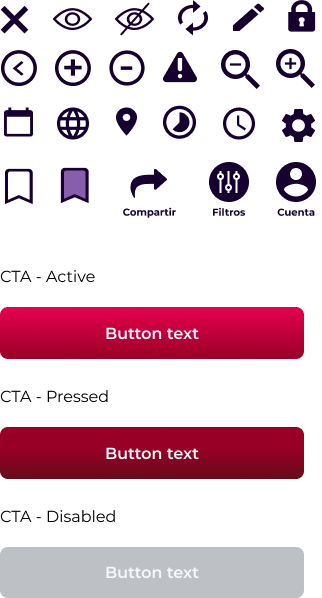 Compartir Filtros Cuenta
CTA - Active
Button text
CTA - Pressed
Button text
CTA - Disabled
Button text